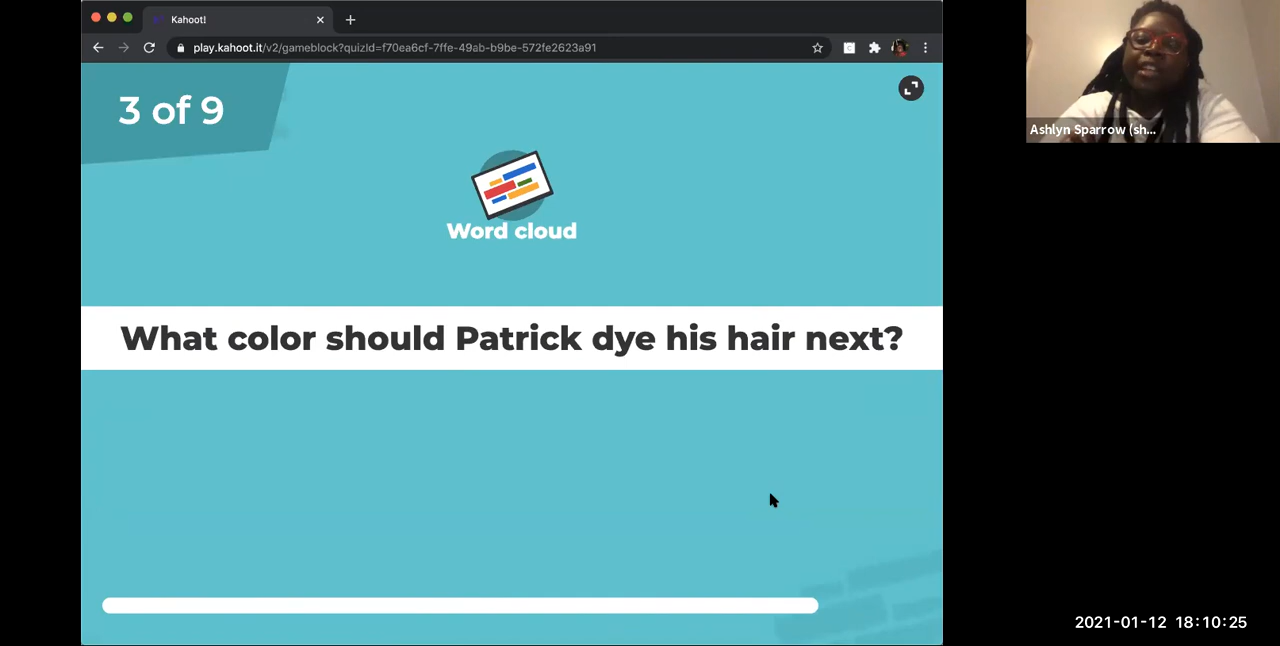 Kahoot!
play.kahoot.it/v2/gameblock?quizId=f70ea6cf-7ffe-49ab-b9be-572fe2623a91
3 of 9
Word cloud
What color should Patrick dye his hair next?
Ashlyn Sparrow (sh...
2021-01-12 18:10:25